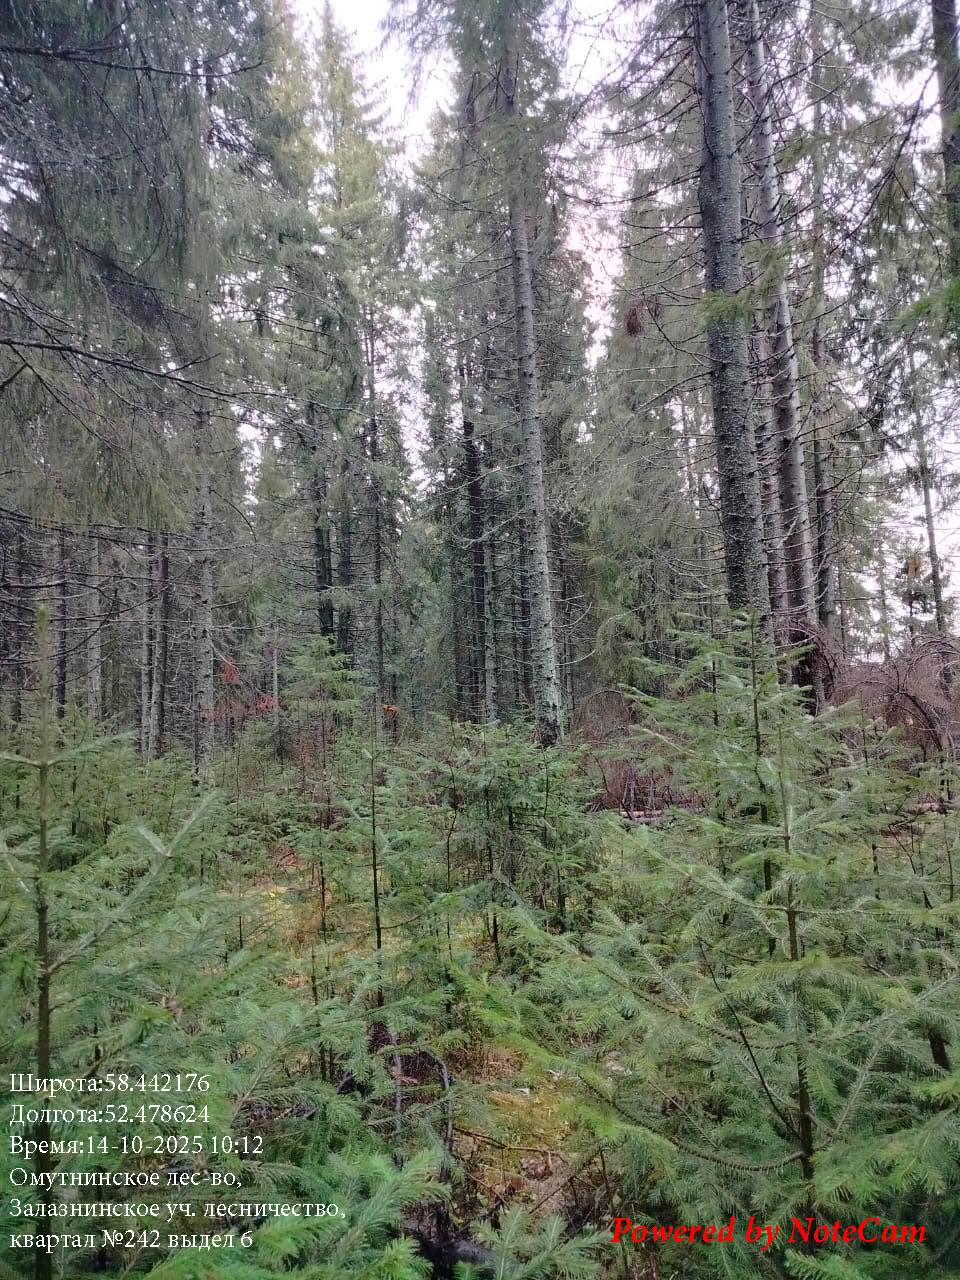 Широта:58.442176
Долгота:52.478624
Время:14-10-2025 10:12
Омутнинское лес-во,
Залазнинское уч. лесничество,
квартал №242 выдел 6
Powered by NoteCam